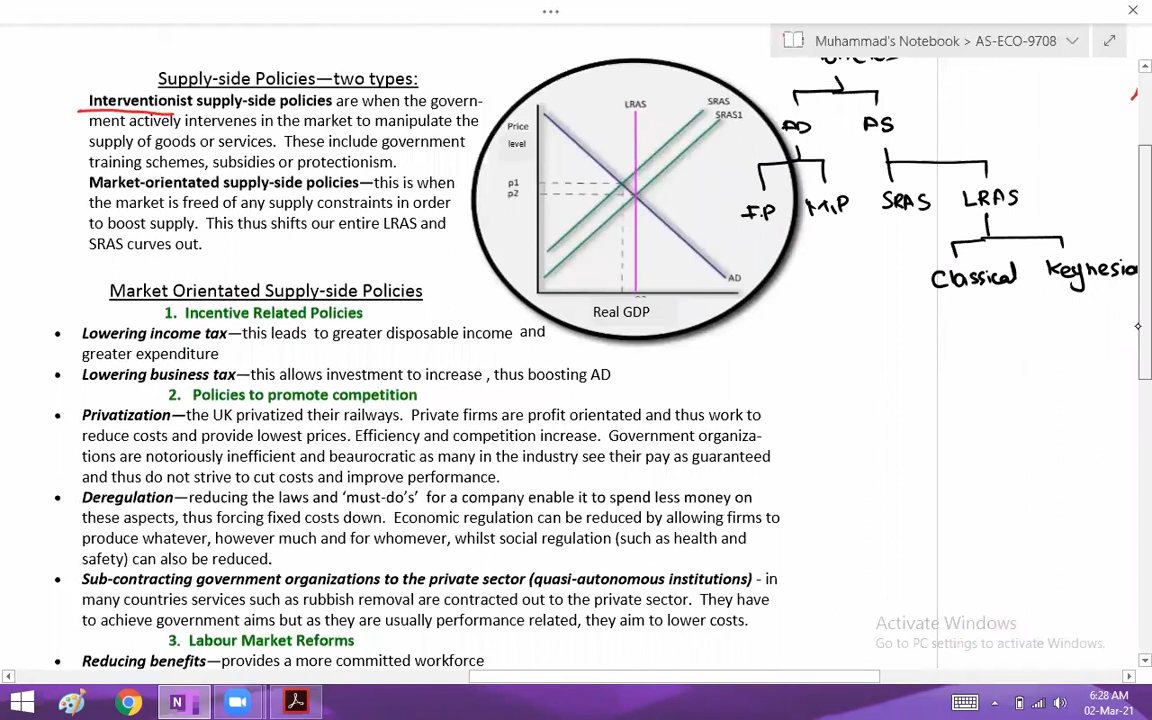 Muhammad's Notebook > AS-ECO-9708
Supply-side Policies—two types:
Interventionist supply-side policies are when the govern-
ment actively intervenes in the market to manipulate the
supply of goods or services. These include government
training schemes, subsidies or protectionism.
Market-orientated supply-side policies—this is when
the market is freed of any supply constraints in order
to boost supply. This thus shifts our entire LRAS and
SRAS curves out.
Price
level
p1
p2
LRAS
SRAS
SRAS1
AD
Real GDP
AD AS
F.P M.P SRAS LRAS
Classical Keynesia
Market Orientated Supply-side Policies
1. Incentive Related Policies
• Lowering income tax—this leads to greater disposable income and
greater expenditure
• Lowering business tax—this allows investment to increase , thus boosting AD
2. Policies to promote competition
• Privatization—the UK privatized their railways. Private firms are profit orientated and thus work to
reduce costs and provide lowest prices. Efficiency and competition increase. Government organiza-
tions are notoriously inefficient and beaurocratic as many in the industry see their pay as guaranteed
and thus do not strive to cut costs and improve performance.
• Deregulation—reducing the laws and ‘must-do’s’ for a company enable it to spend less money on
these aspects, thus forcing fixed costs down. Economic regulation can be reduced by allowing firms to
produce whatever, however much and for whomever, whilst social regulation (such as health and
safety) can also be reduced.
• Sub-contracting government organizations to the private sector (quasi-autonomous institutions) - in
many countries services such as rubbish removal are contracted out to the private sector. They have
to achieve government aims but as they are usually performance related, they aim to lower costs.
3. Labour Market Reforms
• Reducing benefits—provides a more committed workforce
Activate Windows
Go to PC settings to activate Windows.
6:28 AM
02-Mar-21